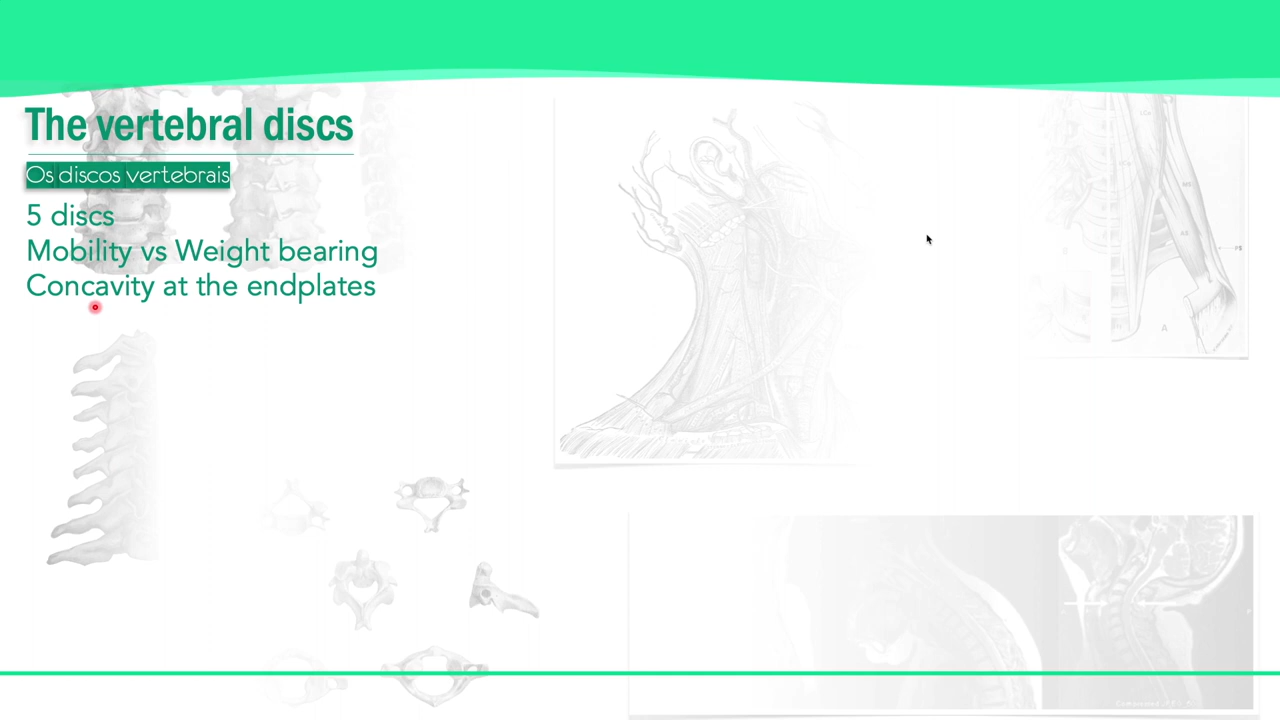 The vertebral discs
Os discos vertebrais
5 discs
Mobility vs Weight bearing
Concavity at the endplates
A